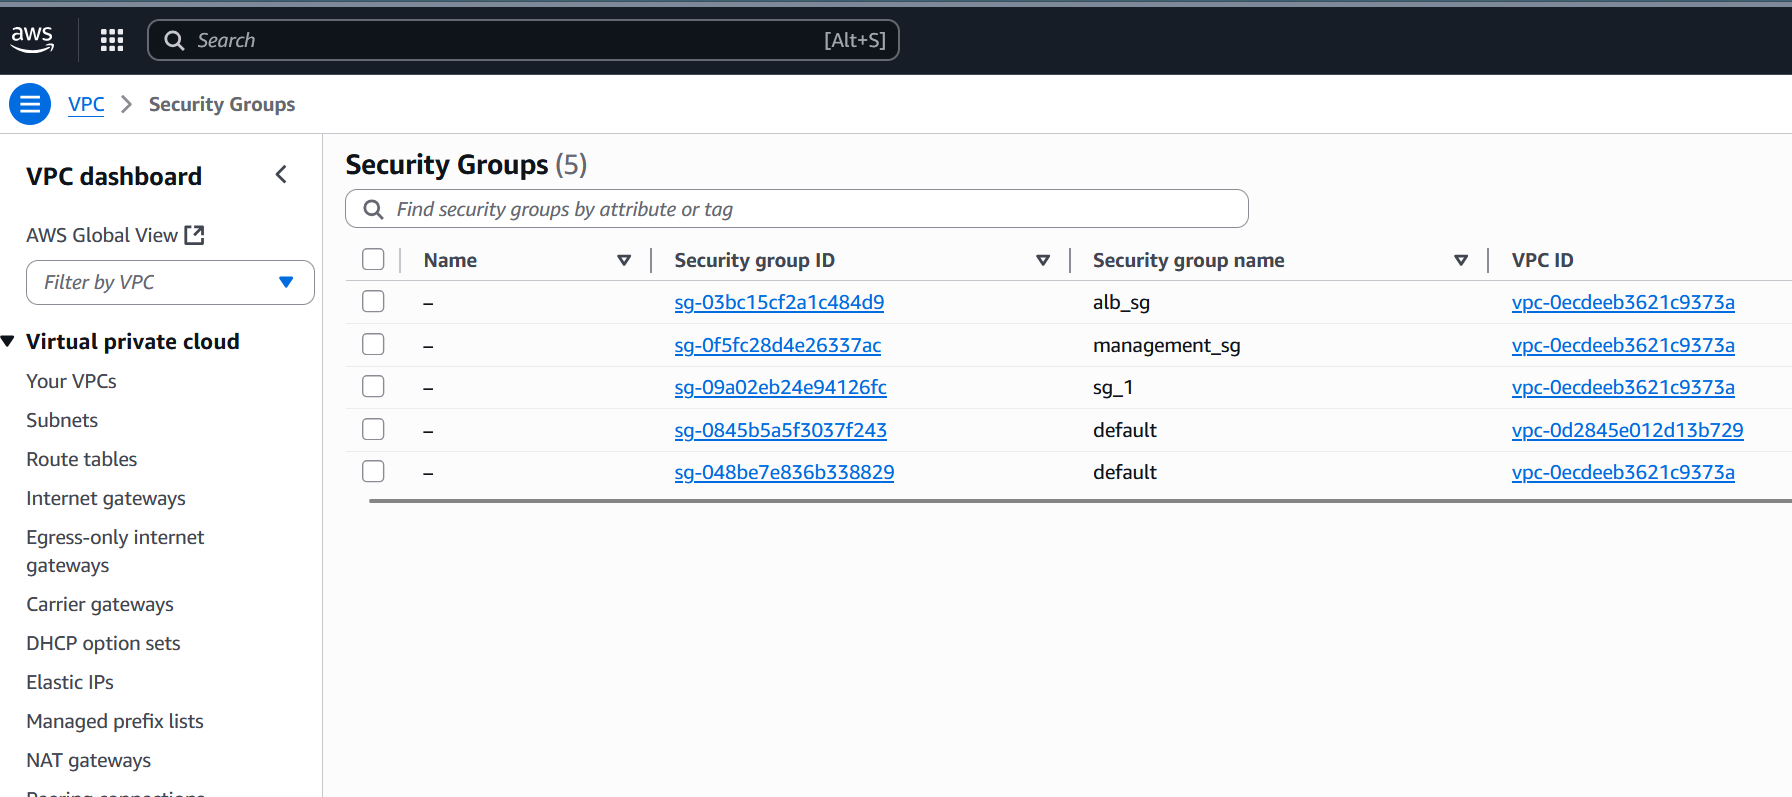 aws
Search [Alt+S]
VPC > Security Groups
VPC dashboard
AWS Global View
Filter by VPC
Virtual private cloud
Your VPCs
Subnets
Route tables
Internet gateways
Egress-only internet
gateways
Carrier gateways
DHCP option sets
Elastic IPs
Managed prefix lists
NAT gateways
Peering connections
Security Groups (5)
Find security groups by attribute or tag
Name Security group ID Security group name VPC ID
– sg-03bc15cf2a1c484d9 alb_sg vpc-0ecdeeb3621c9373a
– sg-0f5fc28d4e26337ac management_sg vpc-0ecdeeb3621c9373a
– sg-09a02eb24e94126fc sg_1 vpc-0ecdeeb3621c9373a
– sg-0845b5a5f3037f243 default vpc-0d2845e012d13b729
– sg-048be7e836b338829 default vpc-0ecdeeb3621c9373a